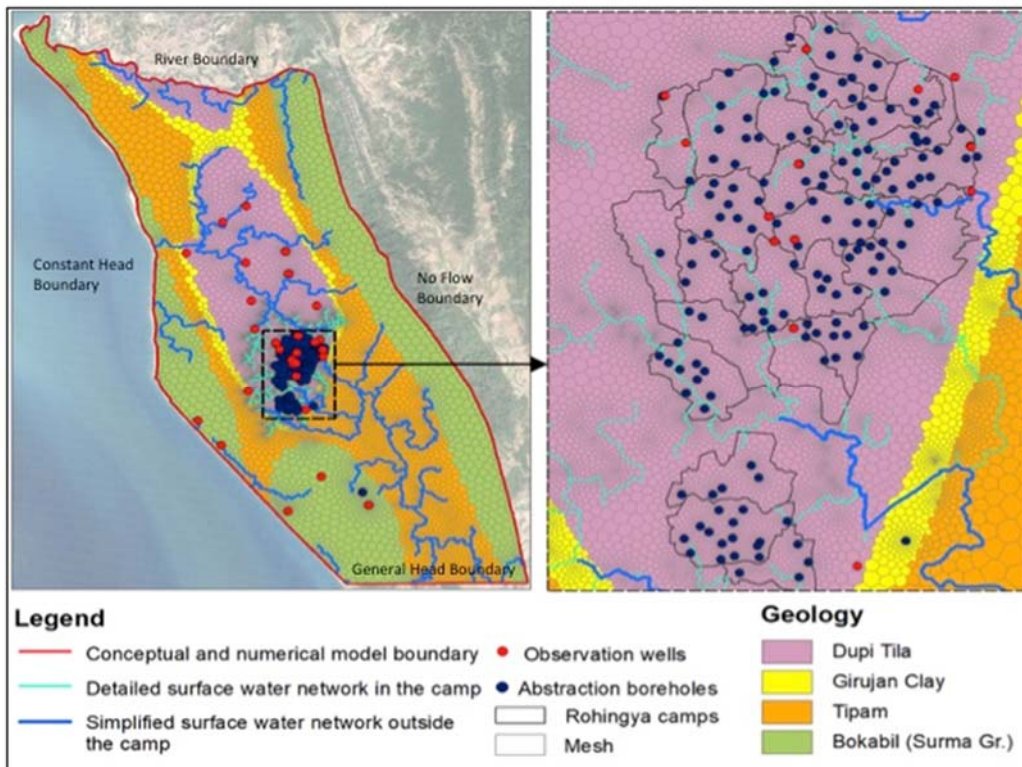 River Boundary
Constant Head
Boundary
No Flow
Boundary
General Head Boundary
Legend
Conceptual and numerical model boundary
Detailed surface water network in the camp
Simplified surface water network outside
the camp
Observation wells
Abstraction boreholes
Rohingya camps
Mesh
Geology
Dupi Tila
Girujan Clay
Tipam
Bokabil (Surma Gr.)